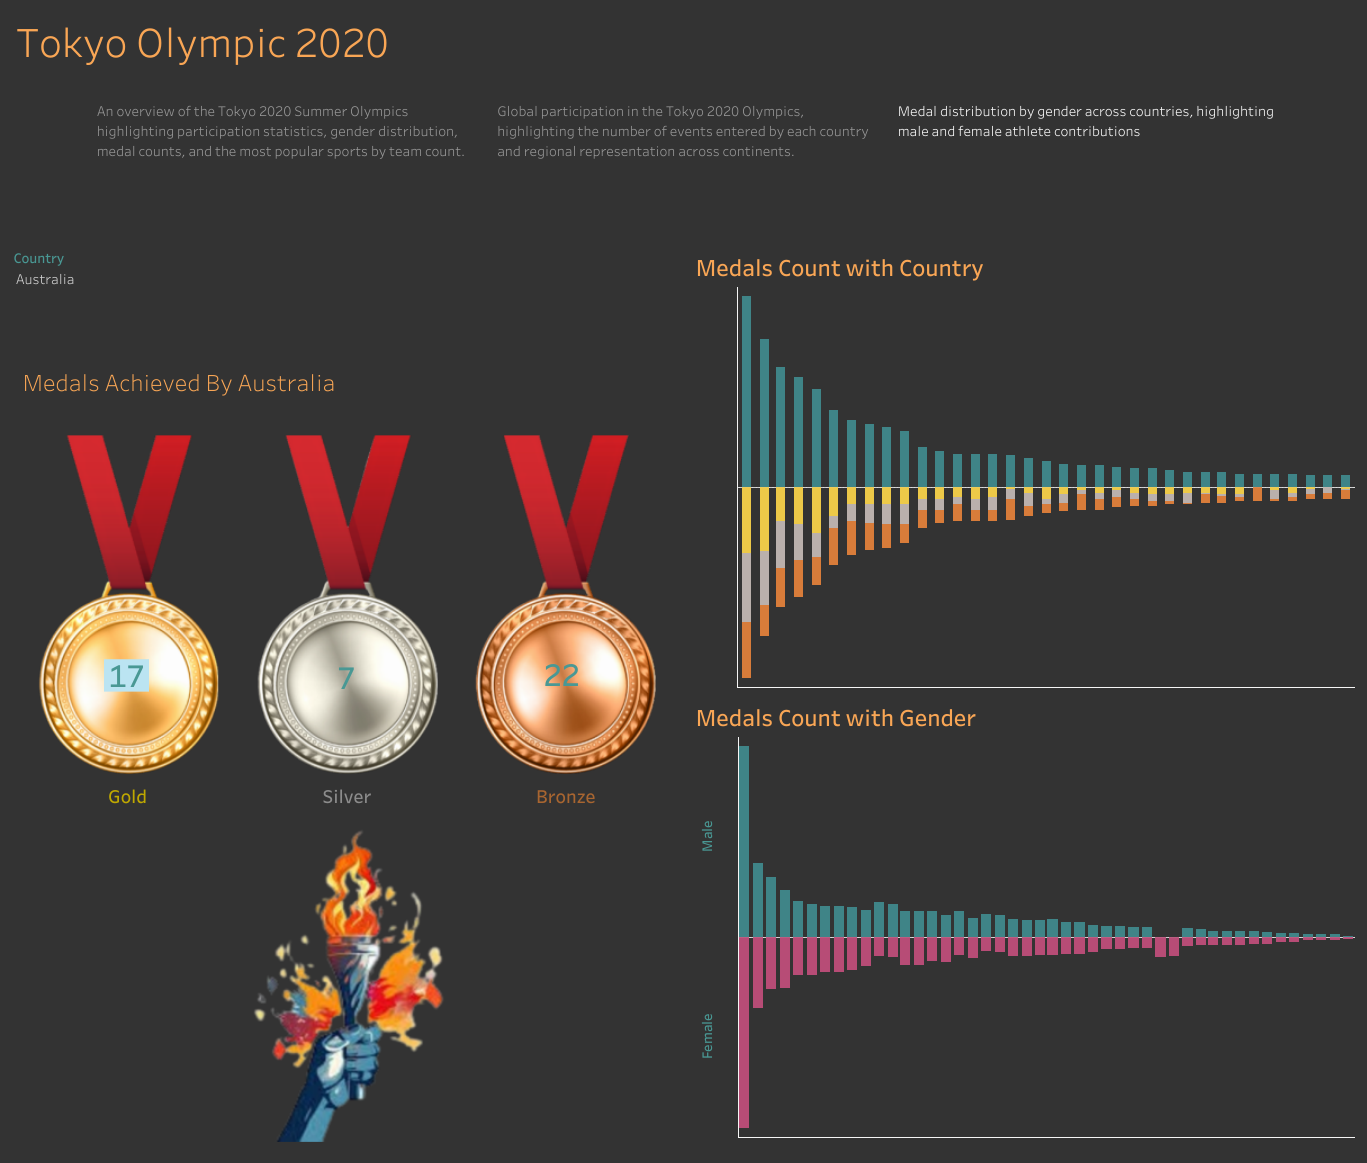 Tokyo Olympic 2020
An overview of the Tokyo 2020 Summer Olympics
highlighting participation statistics, gender distribution,
medal counts, and the most popular sports by team count.
Global participation in the Tokyo 2020 Olympics,
highlighting the number of events entered by each country
and regional representation across continents.
Medal distribution by gender across countries, highlighting
male and female athlete contributions
Country
Australia
Medals Achieved By Australia
17
7
22
Gold
Silver
Bronze
Medals Count with Country
Medals Count with Gender
Male
Female